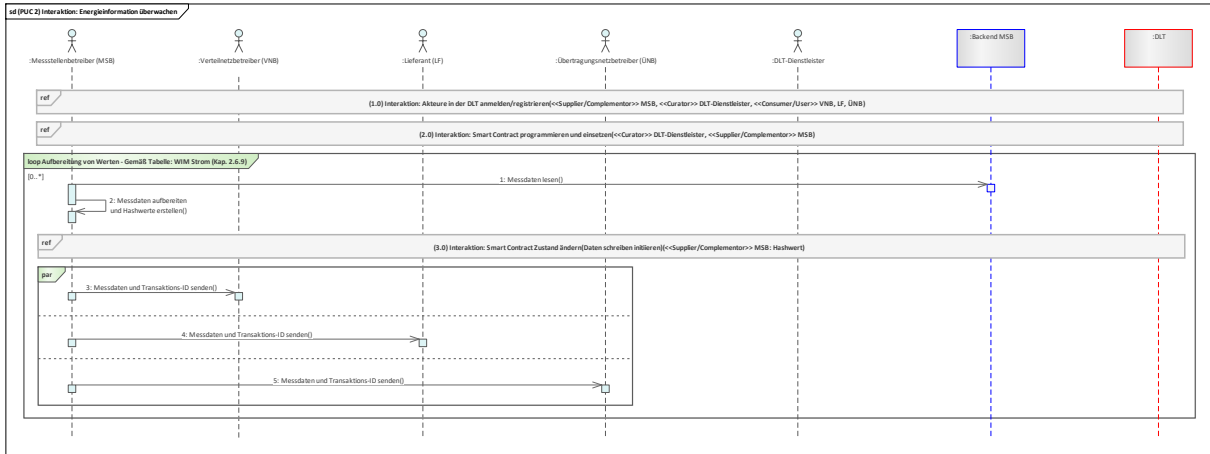 sd (PUC 2) Interaktion: Energieinformation überwachen
:Messstellenbetreiber (MSB)
:Verteilnetzbetreiber (VNB)
:Lieferant (LF)
:Übertragungsnetzbetreiber (ÜNB)
:DLT-Dienstleister
:Backend MSB
:DLT
ref
(1.0) Interaktion: Akteure in der DLT anmelden/registrieren(<<Supplier/Complementor>> MSB, <<Curator>> DLT-Dienstleister, <<Consumer/User>> VNB, LF, ÜNB)
ref
(2.0) Interaktion: Smart Contract programmieren und einsetzen(<<Curator>> DLT-Dienstleister, <<Supplier/Complementor>> MSB)
loop Aufbereitung von Werten - Gemäß Tabelle: WIM Strom (Kap. 2.6.9)
[0..*]
1: Messdaten lesen()
2: Messdaten aufbereiten
und Hashwerte erstellen()
ref
(3.0) Interaktion: Smart Contract Zustand ändern(Daten schreiben initiieren)(<<Supplier/Complementor>> MSB: Hashwert)
par
3: Messdaten und Transaktions-ID senden()
4: Messdaten und Transaktions-ID senden()
5: Messdaten und Transaktions-ID senden()